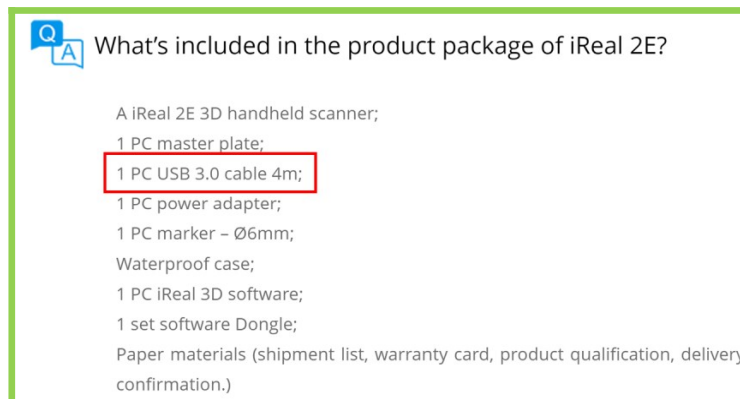 Q
A
What’s included in the product package of iReal 2E?
A iReal 2E 3D handheld scanner;
1 PC master plate;
1 PC USB 3.0 cable 4m;
1 PC power adapter;
1 PC marker – Ø6mm;
Waterproof case;
1 PC iReal 3D software;
1 set software Dongle;
Paper materials (shipment list, warranty card, product qualification, delivery
confirmation.)